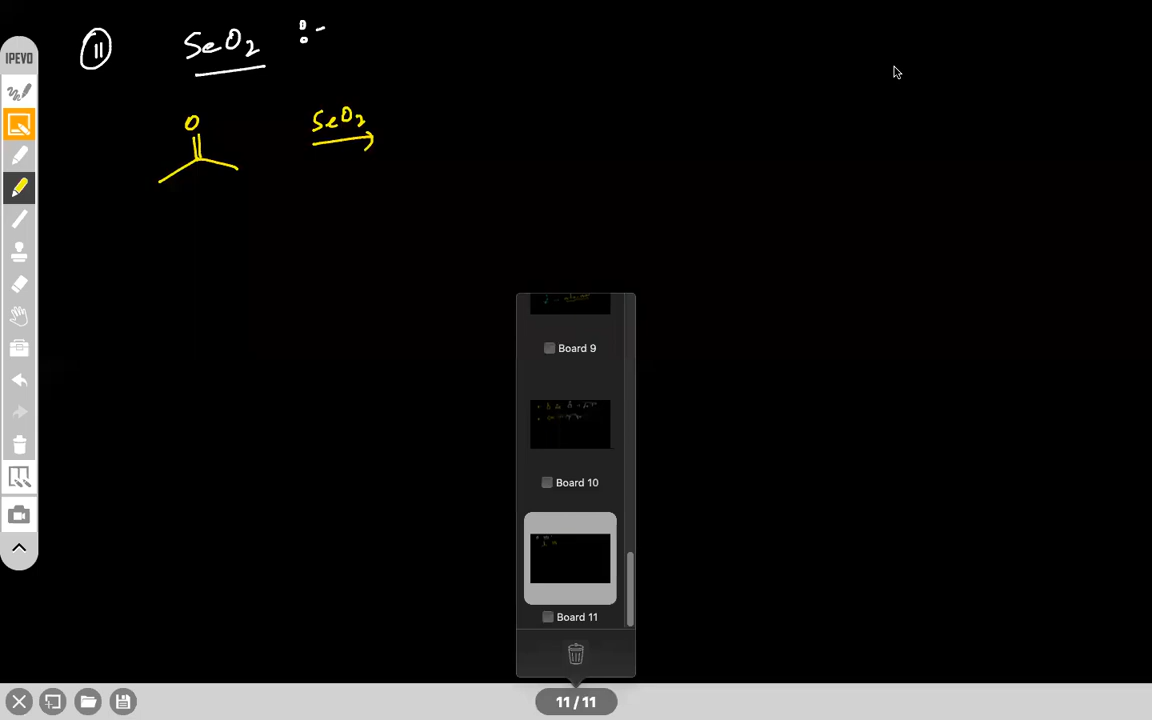 11 SeO2 :-
IPEVO
O SeO2
Board 9
Board 10
Board 11
11 / 11